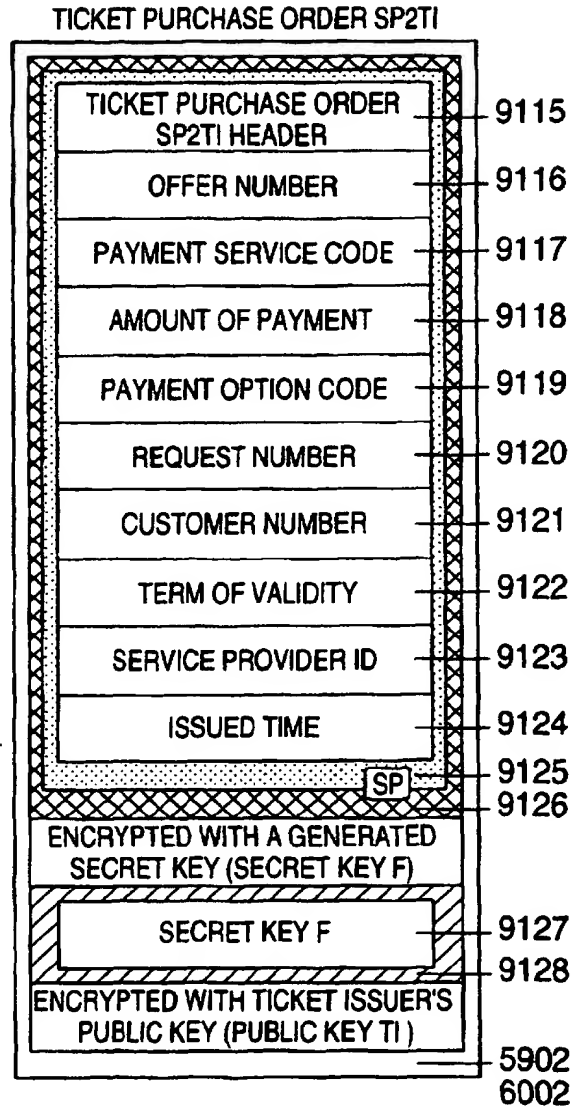 TICKET PURCHASE ORDER SP2TI
TICKET PURCHASE ORDER
SP2TI HEADER
9115
OFFER NUMBER
9116
PAYMENT SERVICE CODE
9117
AMOUNT OF PAYMENT
9118
PAYMENT OPTION CODE
9119
REQUEST NUMBER
9120
CUSTOMER NUMBER
9121
TERM OF VALIDITY
9122
SERVICE PROVIDER ID
9123
ISSUED TIME
9124
SP
9125
9126
ENCRYPTED WITH A GENERATED
SECRET KEY (SECRET KEY F)
SECRET KEY F
9127
9128
ENCRYPTED WITH TICKET ISSUER'S
PUBLIC KEY (PUBLIC KEY TI )
5902
6002